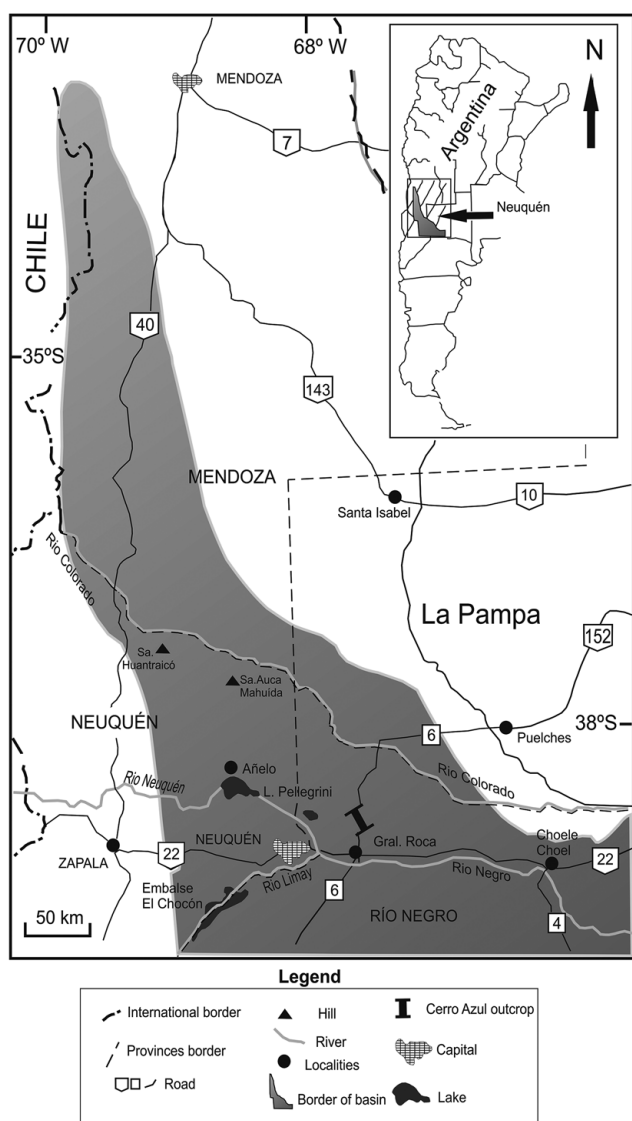 70º W
68º W
N
MENDOZA
7
Argentina
Neuquén
CHILE
40
35ºS
143
MENDOZA
10
Santa Isabel
Río Colorado
La Pampa
152
Sa.
Huantraicó
Sa.Auca
Mahuída
NEUQUÉN
6
38ºS
Puelches
Río Neuquén
Añelo
Río Colorado
L. Pellegrini
Gral. Roca
Choele
Choel
NEUQUÉN
22
22
ZAPALA
Río Limay
Río Negro
Embalse
El Chocón
6
50 km
RÍO NEGRO
4
Legend
International border
Hill
Cerro Azul outcrop
River
Provinces border
Localities
Capital
Road
Border of basin
Lake